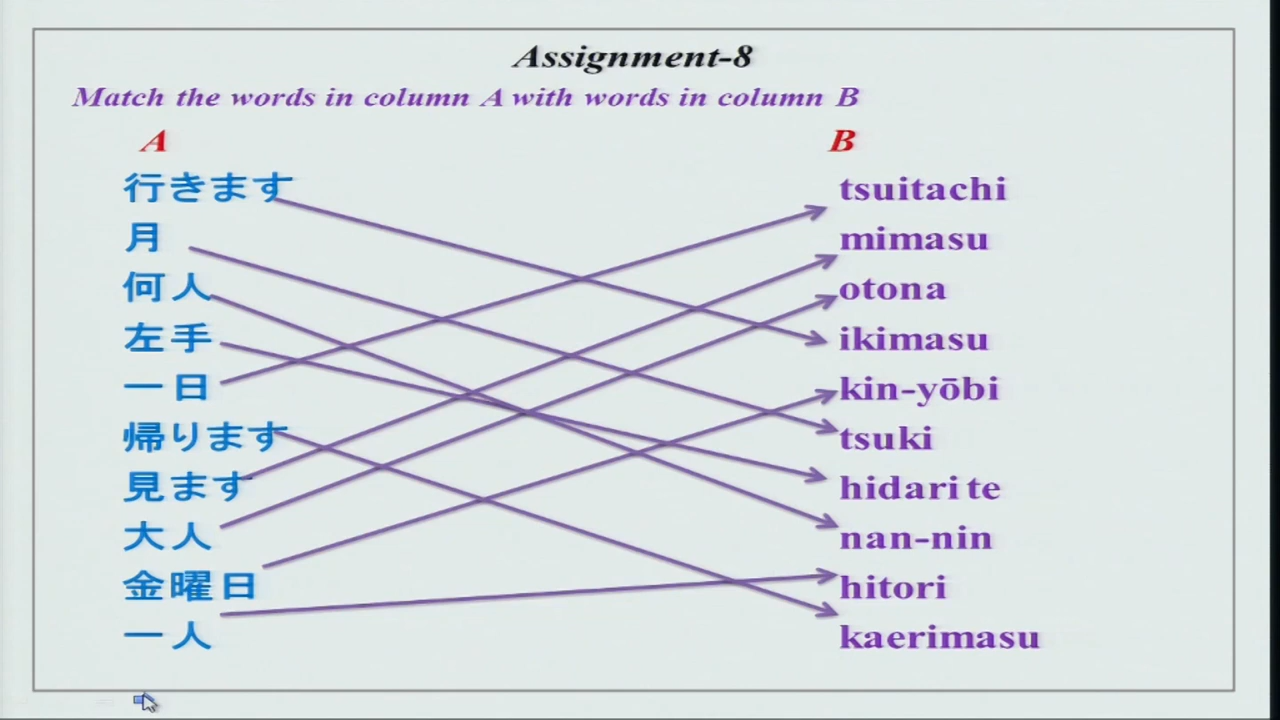 Assignment-8
Match the words in column A with words in column B
A B
行きます tsuitachi
月 mimasu
何人 otona
左手 ikimasu
一日 kin-yōbi
帰ります tsuki
見ます hidari te
大人 nan-nin
金曜日 hitori
一人 kaerimasu